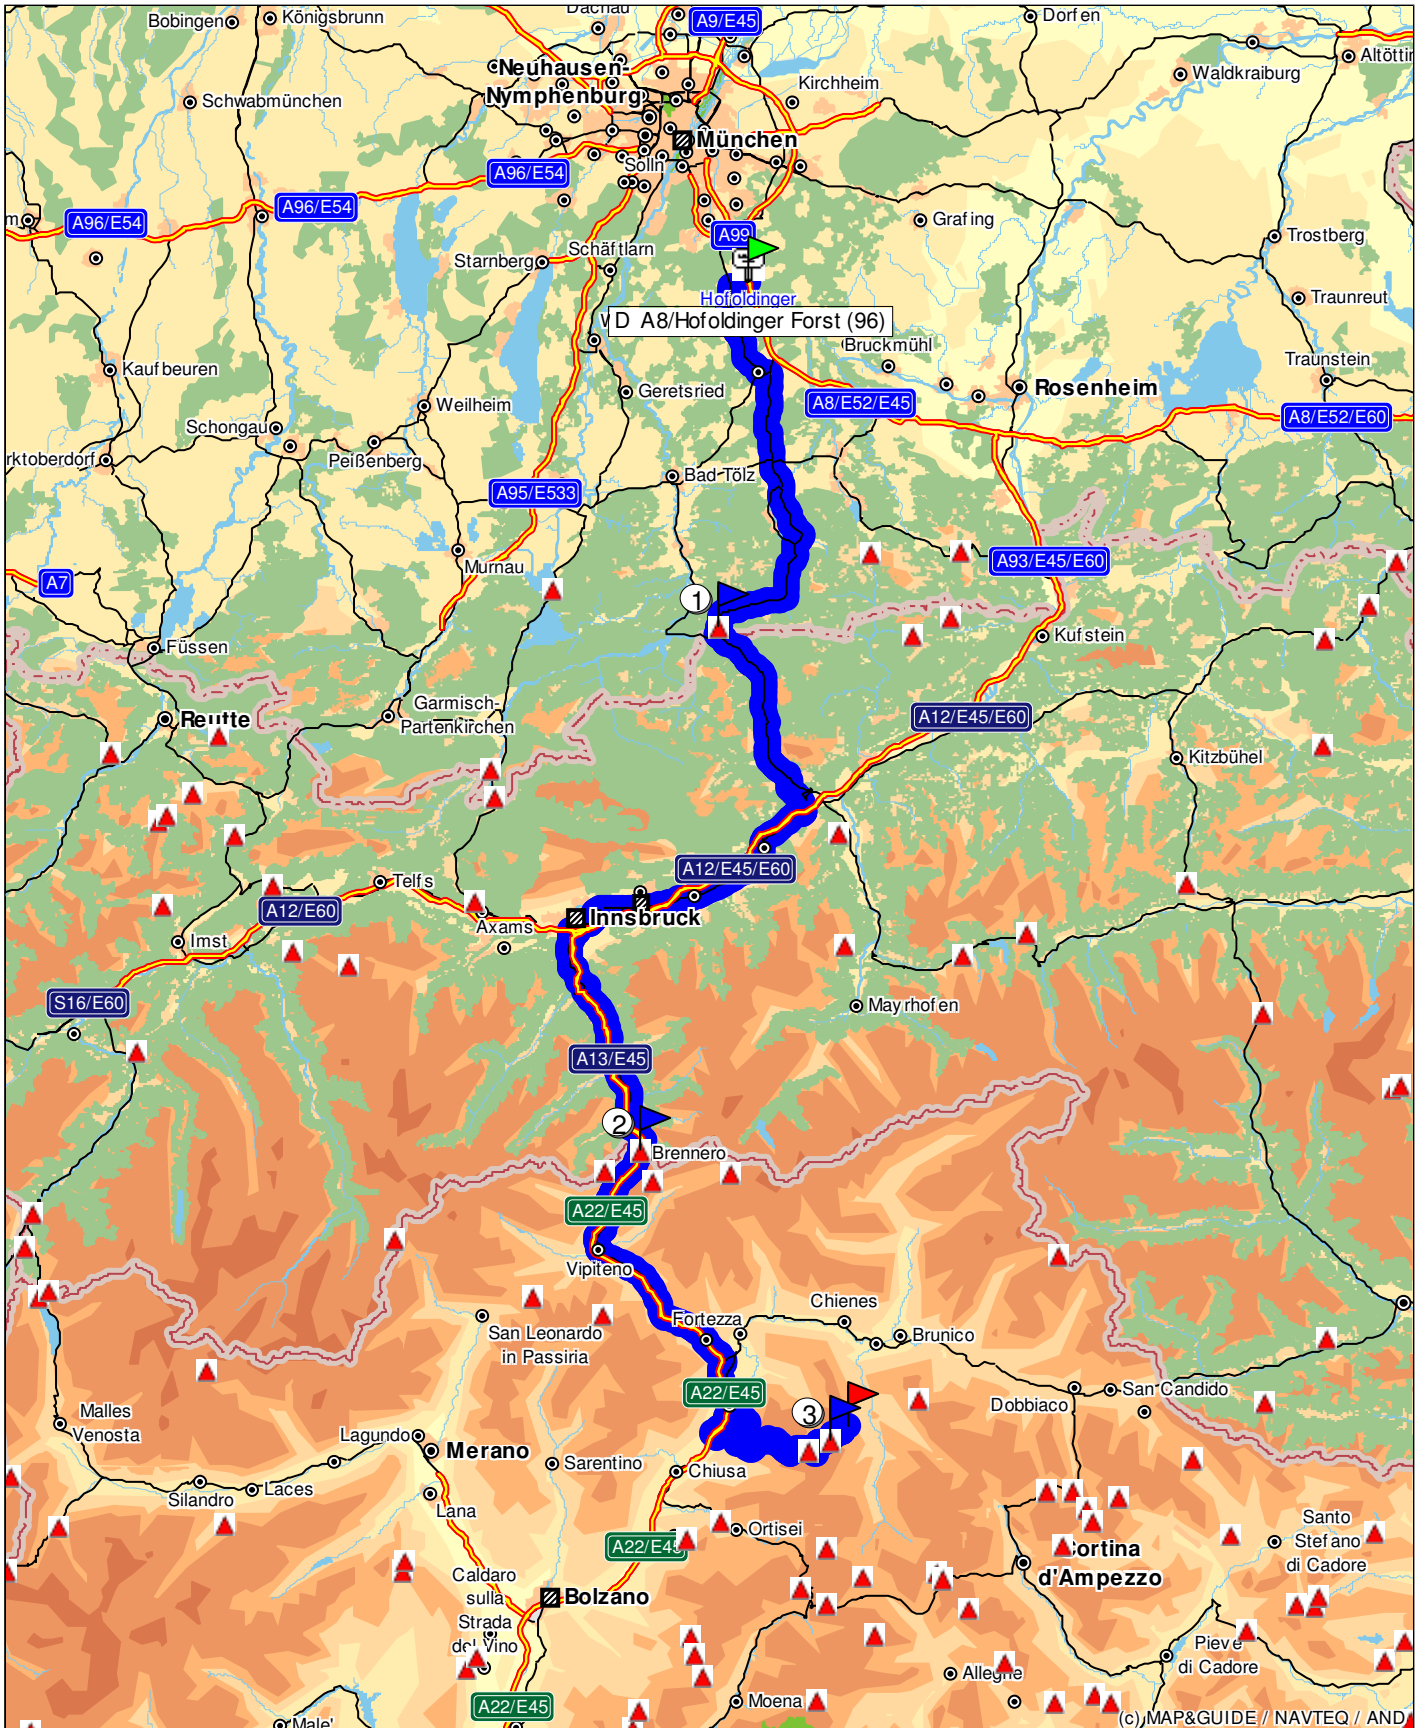 Bobingen
Königsbrunn
Dachau
A9/E45
Dorfen
Neuhausen-
Nymphenburg
Kirchheim
Waldkraiburg
Schwabmünchen
München
Solln
A96/E54
A96/E54
A96/E54
A99
Grafing
Trostberg
Schäftlarn
Starnberg
Hofoldinger
D A8/Hofoldinger Forst (96)
Traunreut
Bruckmühl
Traunstein
Kaufbeuren
Geretsried
Rosenheim
A8/E52/E45
Weilheim
A8/E52/E60
Schongau
Peißenberg
rktoberdorf
Bad Tölz
A95/E533
A7
Murnau
A93/E45/E60
1
Füssen
Kufstein
Reutte
Garmisch-
Partenkirchen
A12/E45/E60
Kitzbühel
Telfs
A12/E45/E60
A12/E60
Innsbruck
Axams
Imst
S16/E60
Mayrhofen
A13/E45
2
Brennero
A22/E45
Vipiteno
San Leonardo
in Passiria
Fortezza
Chienes
Brunico
A22/E45
Malles
Venosta
Dobbiaco
San Candido
3
Lagundo
Merano
Sarentino
Chiusa
Silandro
Laces
Lana
Ortisei
A22/E45
Santo
Stefano
di Cadore
Cortina
d'Ampezzo
Caldaro
sulla
Strada
del Vino
Bolzano
Pieve
di Cadore
Alleghe
A22/E45
Moena
Male'
(c) MAP&GUIDE / NAVTEQ / AND